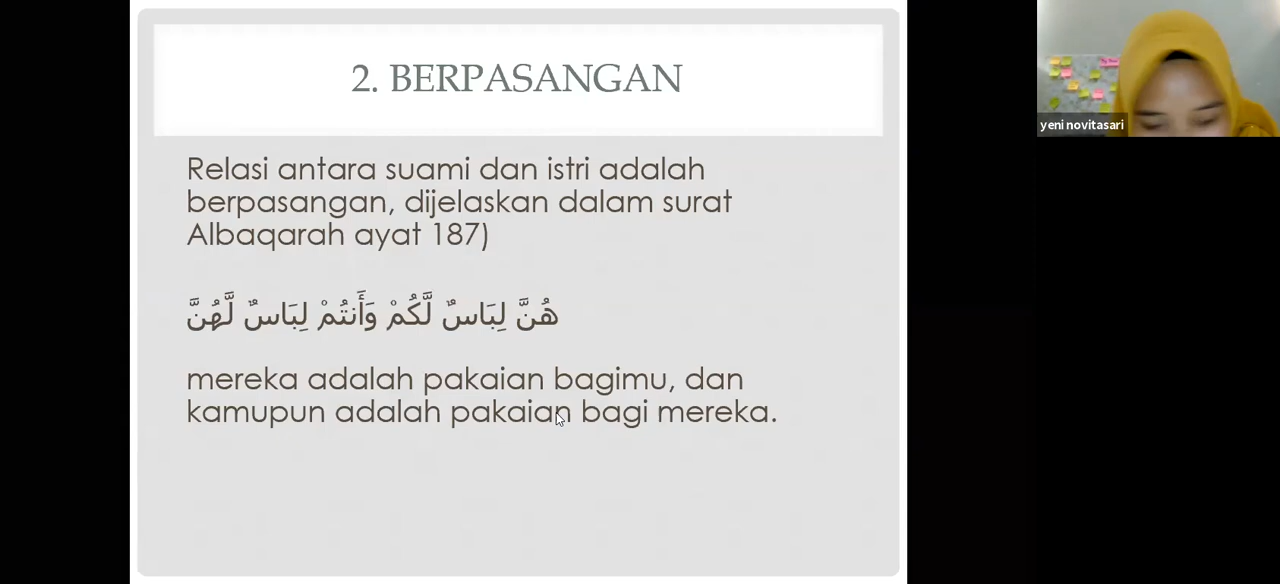 2. BERPASANGAN
Relasi antara suami dan istri adalah
berpasangan, dijelaskan dalam surat
Albaqarah ayat 187)
هُنَّ لِبَاسٌ لَّكُمْ وَأَنتُمْ لِبَاسٌ لَّهُنَّ
mereka adalah pakaian bagimu, dan
kamupun adalah pakaian bagi mereka.
yeni novitasari